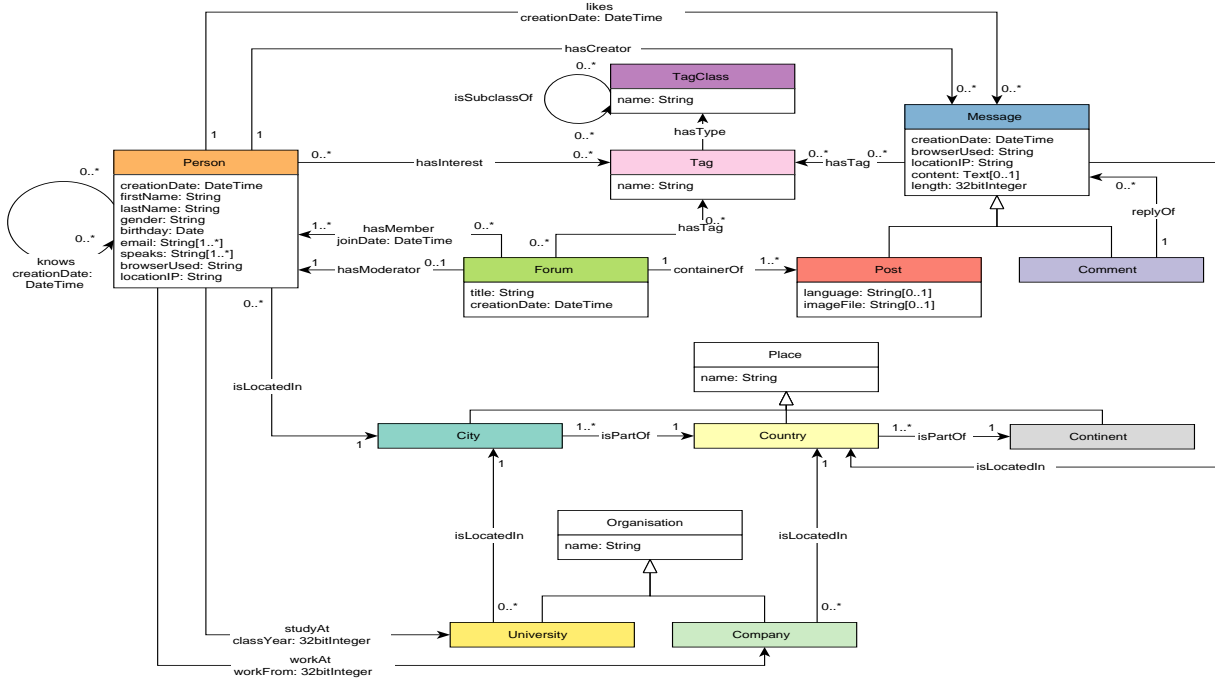 likes
creationDate: DateTime
hasCreator
0..*
TagClass
0..*
0..*
isSubclassOf
name: String
Message
hasType
1
1
creationDate: DateTime
browserUsed: String
locationIP: String
content: Text[0..1]
length: 32bitInteger
Person
0..*
hasInterest
0..*
Tag
0..*
hasTag
0..*
0..*
creationDate: DateTime
firstName: String
lastName: String
gender: String
birthday: Date
email: String[1..*]
speaks: String[1..*]
browserUsed: String
locationIP: String
name: String
0..*
replyOf
0..*
knows
creationDate:
DateTime
1..*
hasMember
joinDate: DateTime
0..*
0..*
hasTag
1
1
hasModerator
0..1
Forum
1
containerOf
1..*
Post
Comment
title: String
creationDate: DateTime
language: String[0..1]
imageFile: String[0..1]
0..*
Place
name: String
isLocatedIn
1
City
1..*
isPartOf
1
Country
1..*
isPartOf
1
Continent
1
1
isLocatedIn
Organisation
name: String
isLocatedIn
isLocatedIn
0..*
0..*
studyAt
classYear: 32bitInteger
University
Company
workAt
workFrom: 32bitInteger